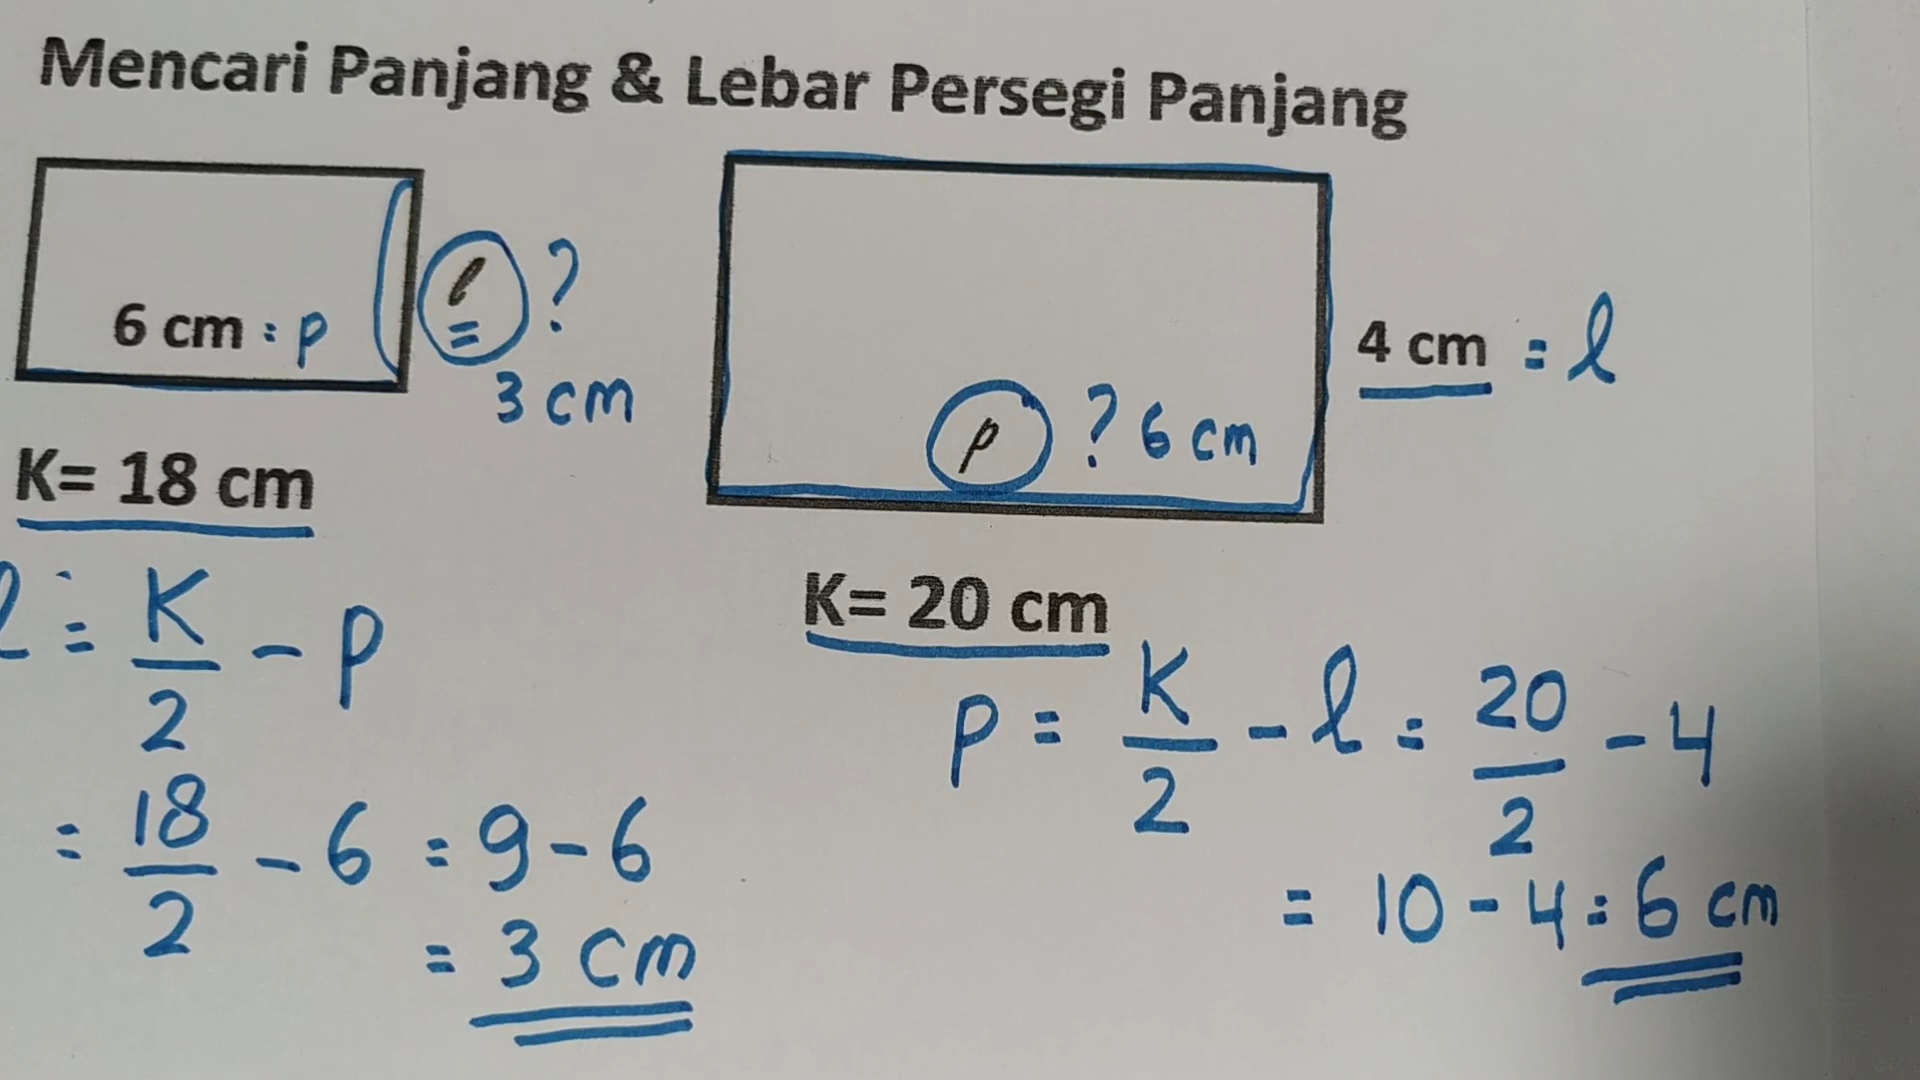 Mencari Panjang & Lebar Persegi Panjang
6 cm = p
l ?
3 cm
K= 18 cm
l = K/2 - p
= 18/2 - 6 = 9 - 6
= 3 cm
4 cm = l
p ? 6 cm
K= 20 cm
p = K/2 - l = 20/2 - 4
= 10 - 4 = 6 cm